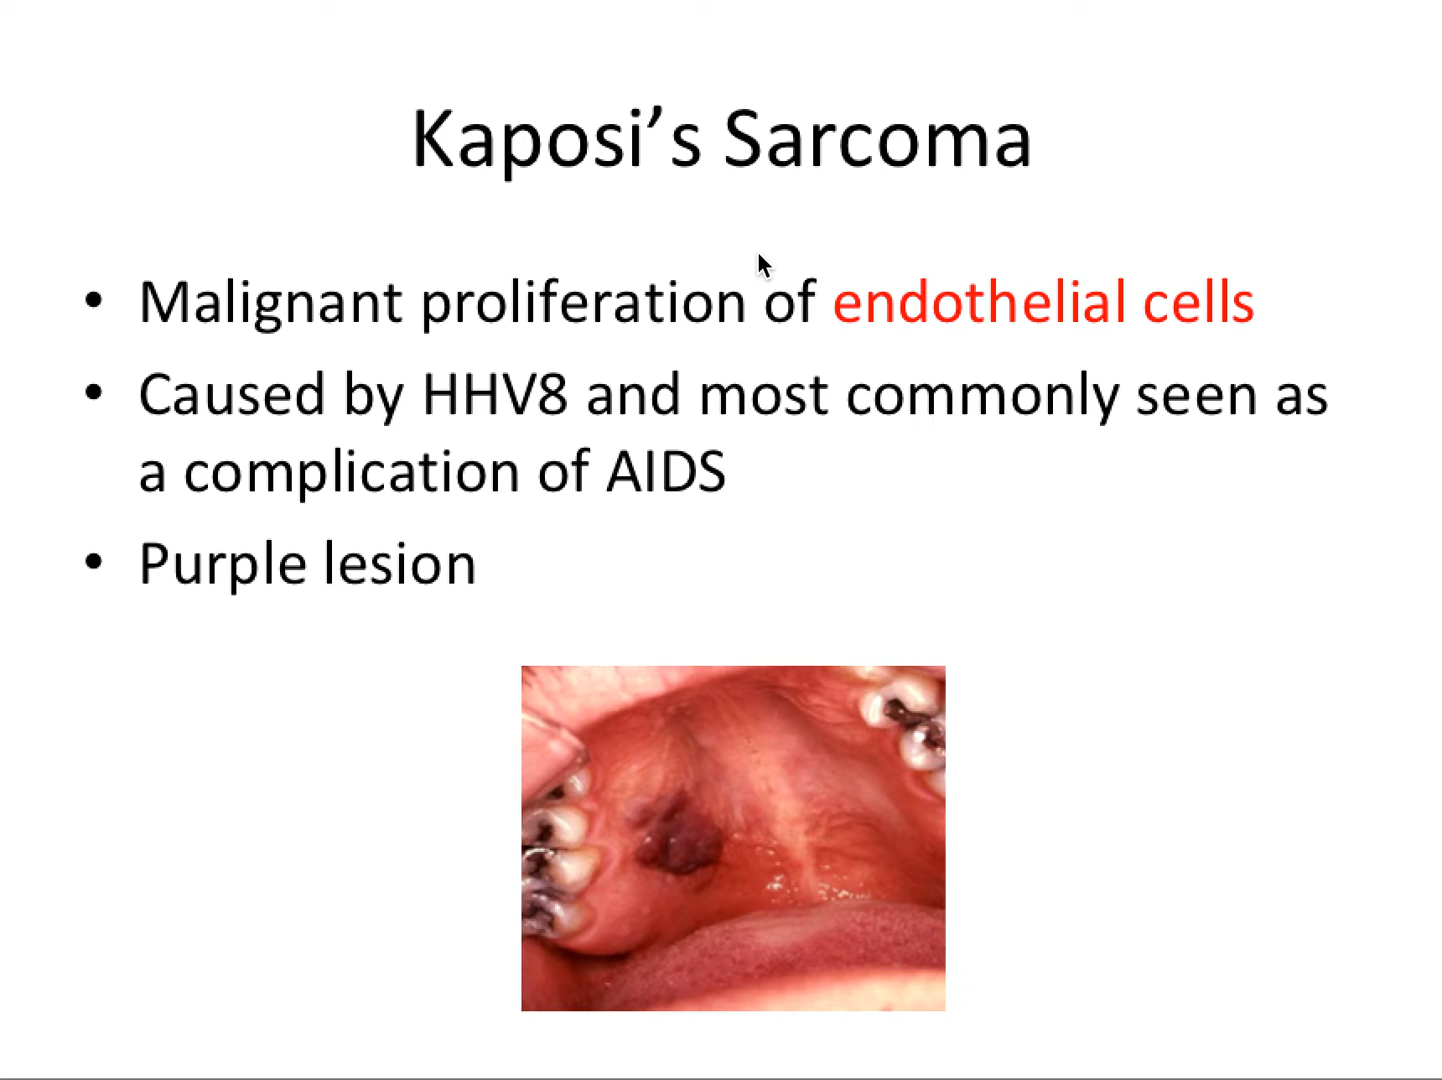 Kaposi’s Sarcoma
• Malignant proliferation of endothelial cells
• Caused by HHV8 and most commonly seen as
a complication of AIDS
• Purple lesion